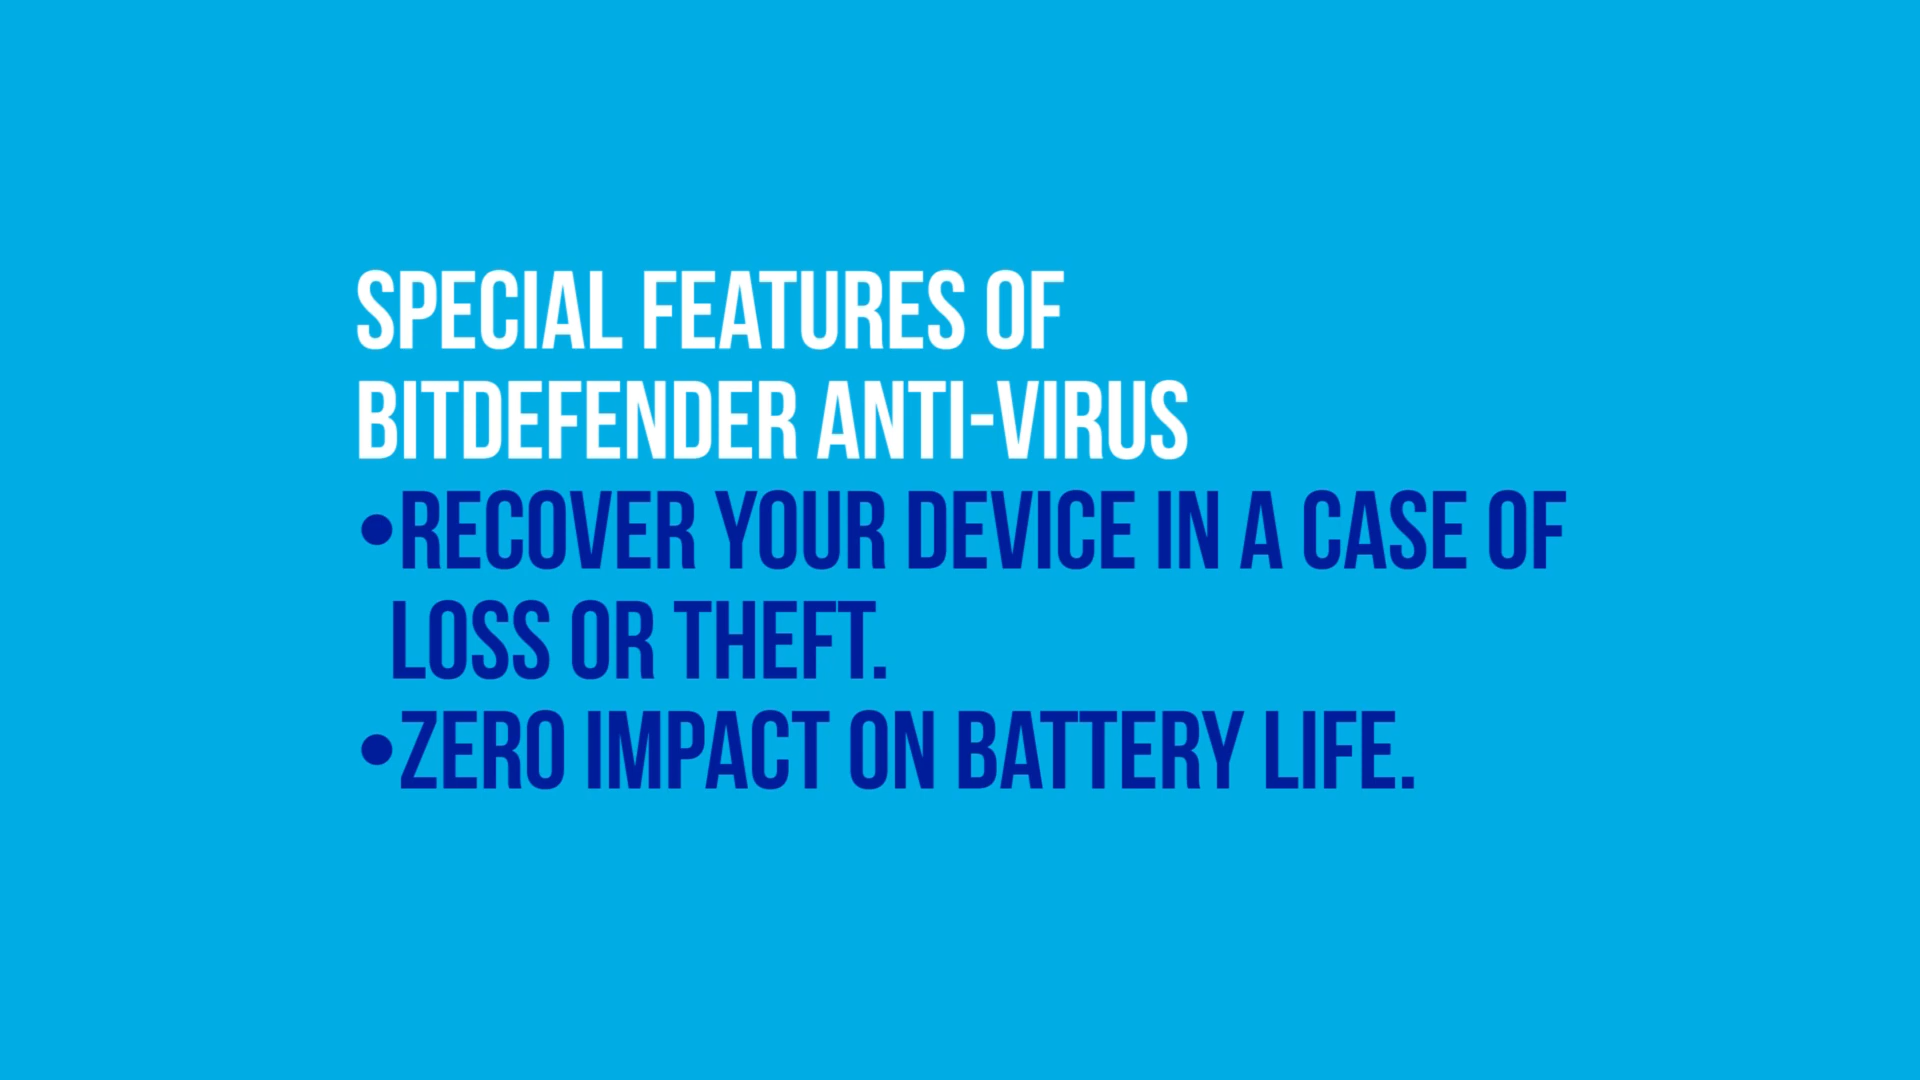 SPECIAL FEATURES OF
BITDEFENDER ANTI-VIRUS
•RECOVER YOUR DEVICE IN A CASE OF
LOSS OR THEFT.
•ZERO IMPACT ON BATTERY LIFE.